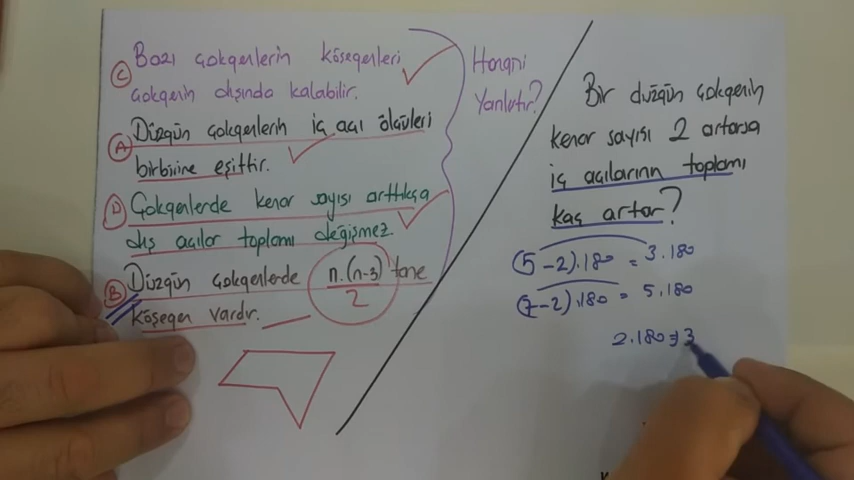 C Bazı çokgenlerin köşegenleri
çokgenin dışında kalabilir.
A Düzgün çokgenlerin iç açı ölçüleri
birbirine eşittir.
D Çokgenlerde kenar sayısı arttıkça
dış açılar toplamı değişmez.
B Düzgün çokgenlerde n.(n-3) tane
2
köşegen vardır.
Hangisi
Yanlıştır?
Bir düzgün çokgenin
kenar sayısı 2 artarsa
iç açılarının toplamı
kaç artar?
(5-2).180 = 3.180
(7-2).180 = 5.180
2.180=3